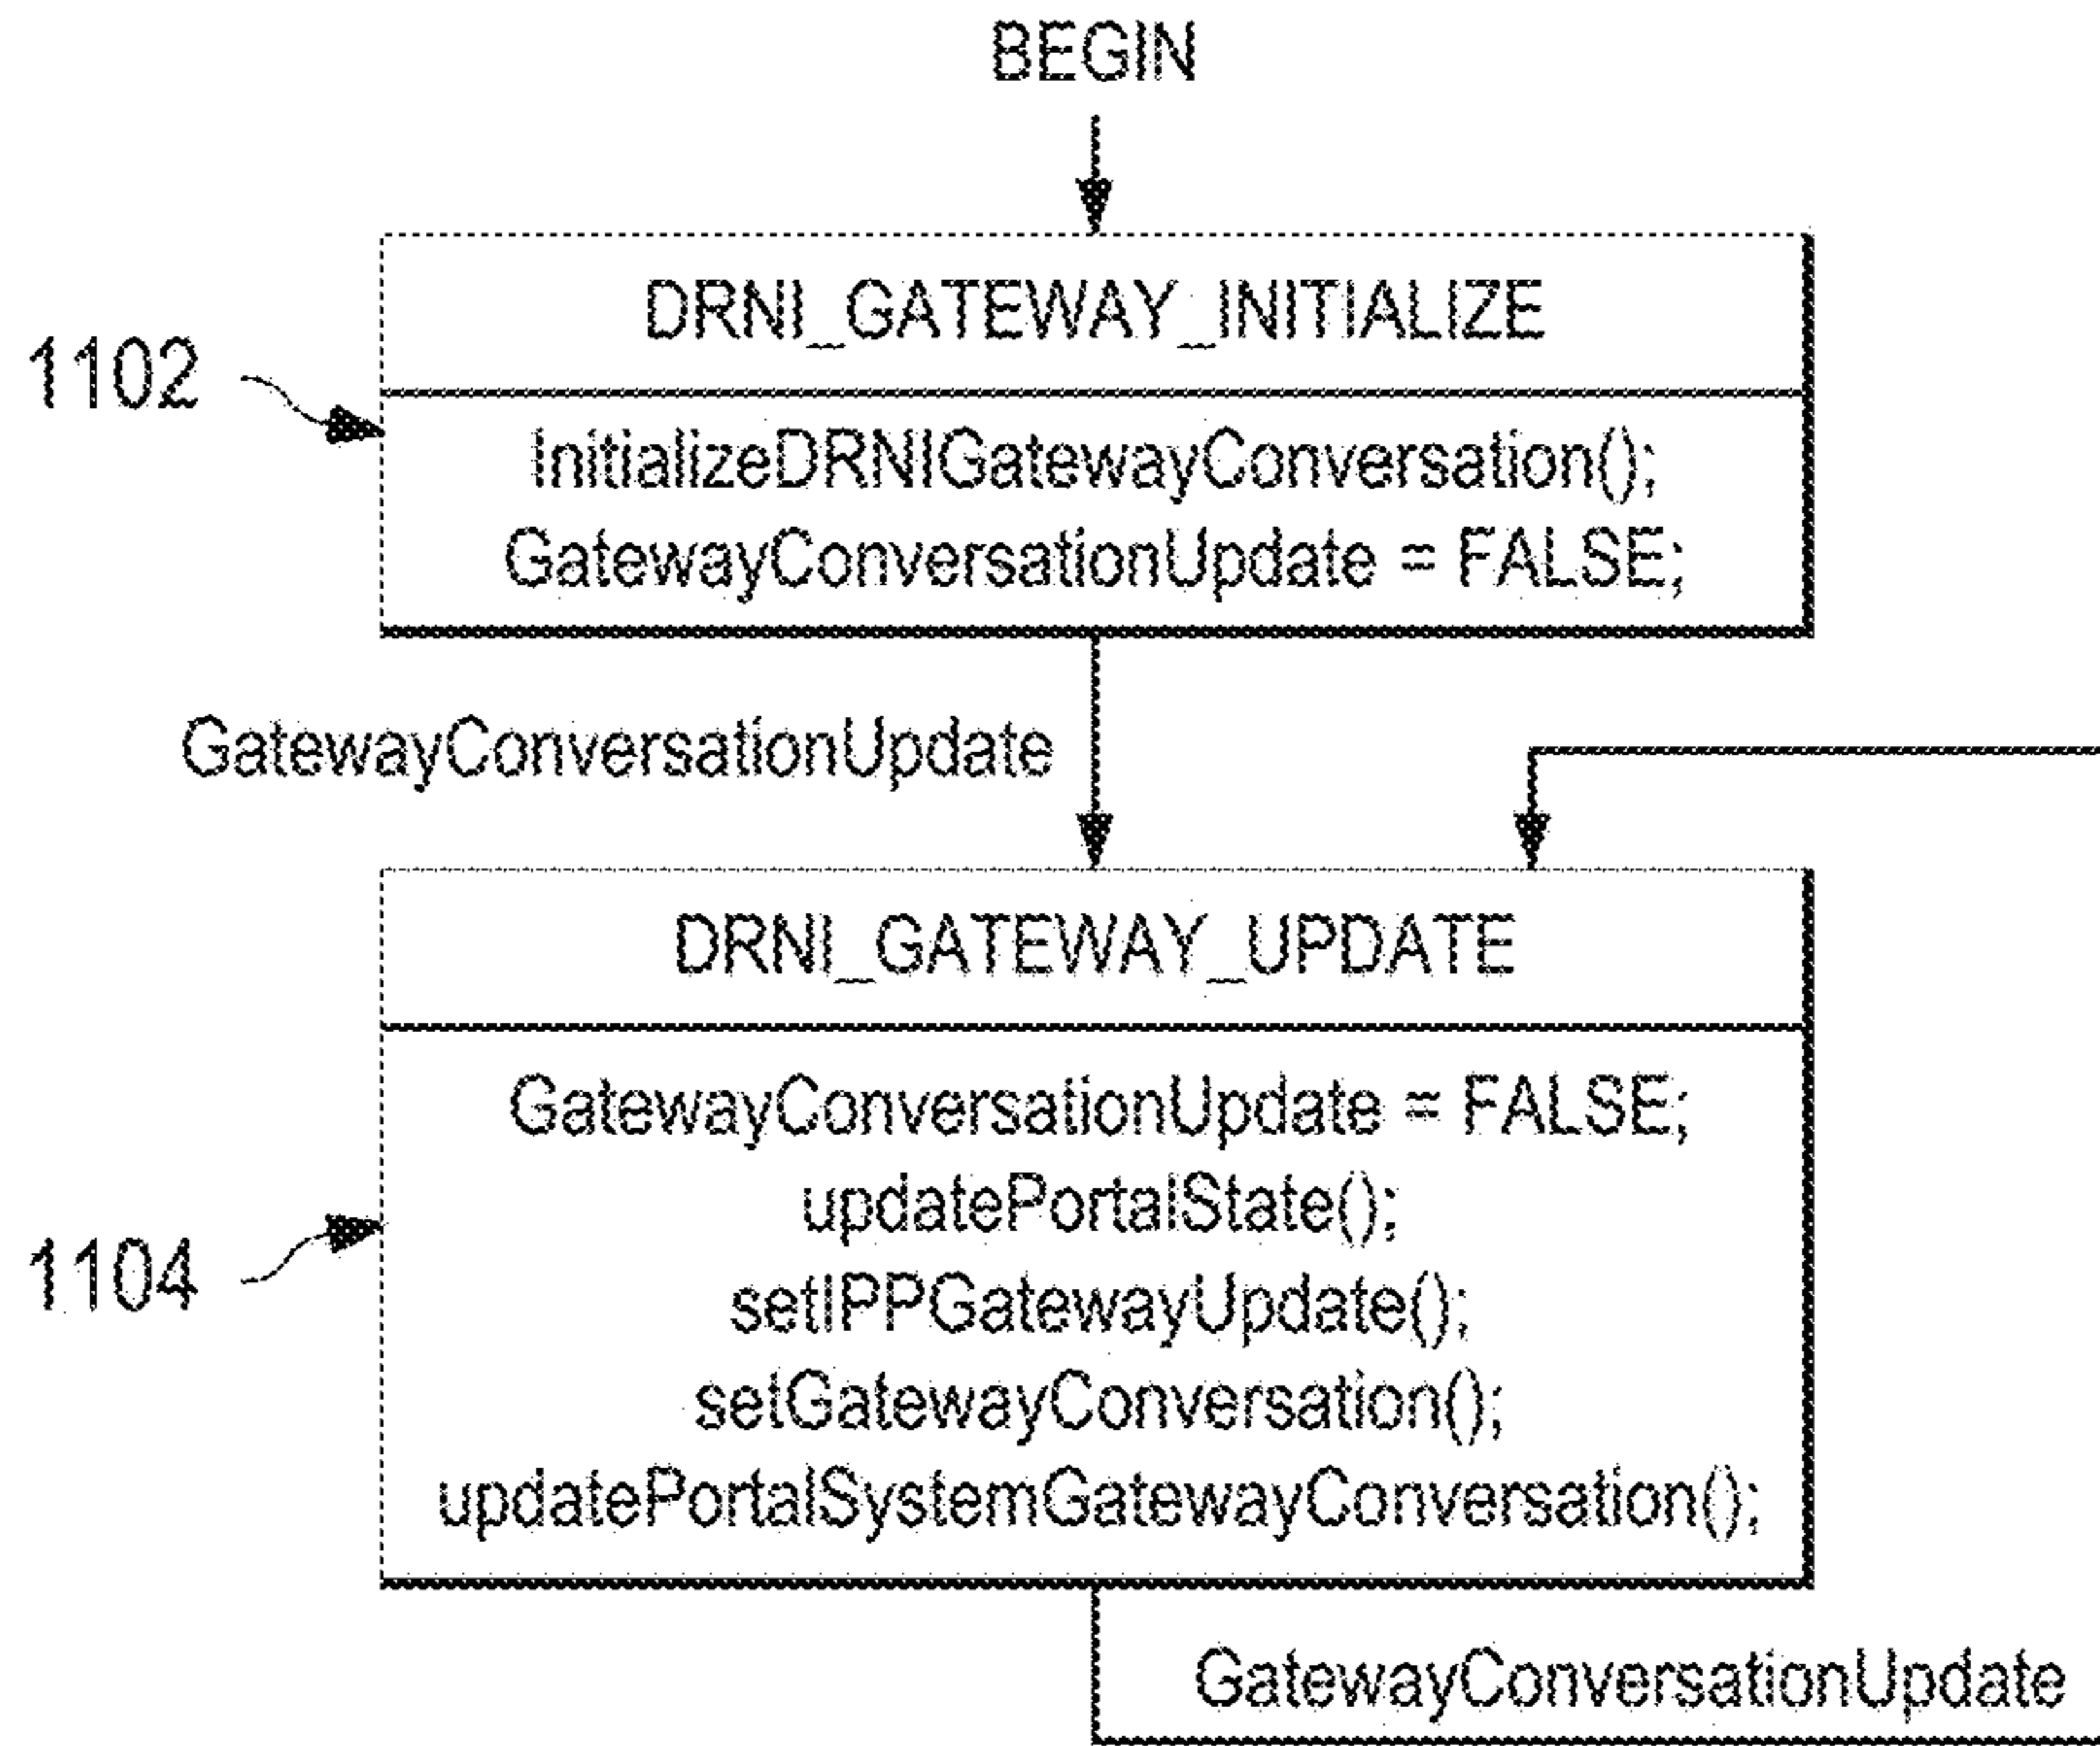 BEGIN
DRNI_GATEWAY_INITIALIZE
1102
InitializeDRNIGatewayConversation();
GatewayConversationUpdate = FALSE;
GatewayConversationUpdate
DRNI_GATEWAY_UPDATE
GatewayConversationUpdate = FALSE;
updatePortalState();
1104
setIPPGatewayUpdate();
setGatewayConversation();
updatePortalSystemGatewayConversation();
GatewayConversationUpdate